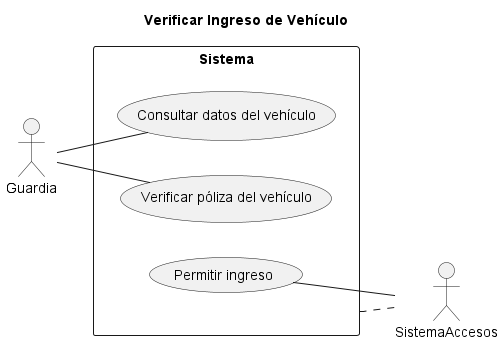 Verificar Ingreso de Vehículo
Sistema
Consultar datos del vehículo
Guardia
Verificar póliza del vehículo
Permitir ingreso
SistemaAccesos